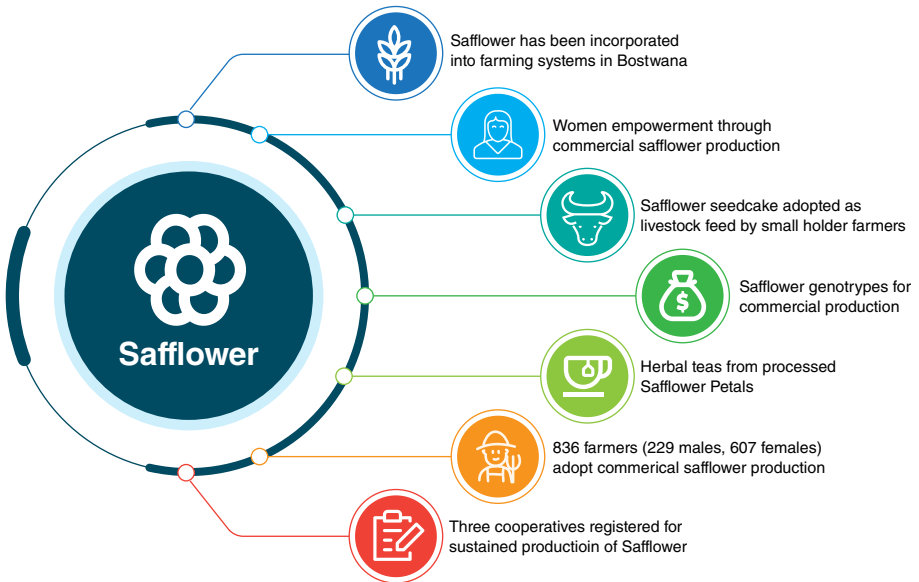 Safflower has been incorporated
into farming systems in Bostwana
Women empowerment through
commercial safflower production
Safflower seedcake adopted as
livestock feed by small holder farmers
Safflower genotrypes for
commercial production
$
Safflower
Herbal teas from processed
Safflower Petals
836 farmers (229 males, 607 females)
adopt commerical safflower production
Three cooperatives registered for
sustained productioin of Safflower